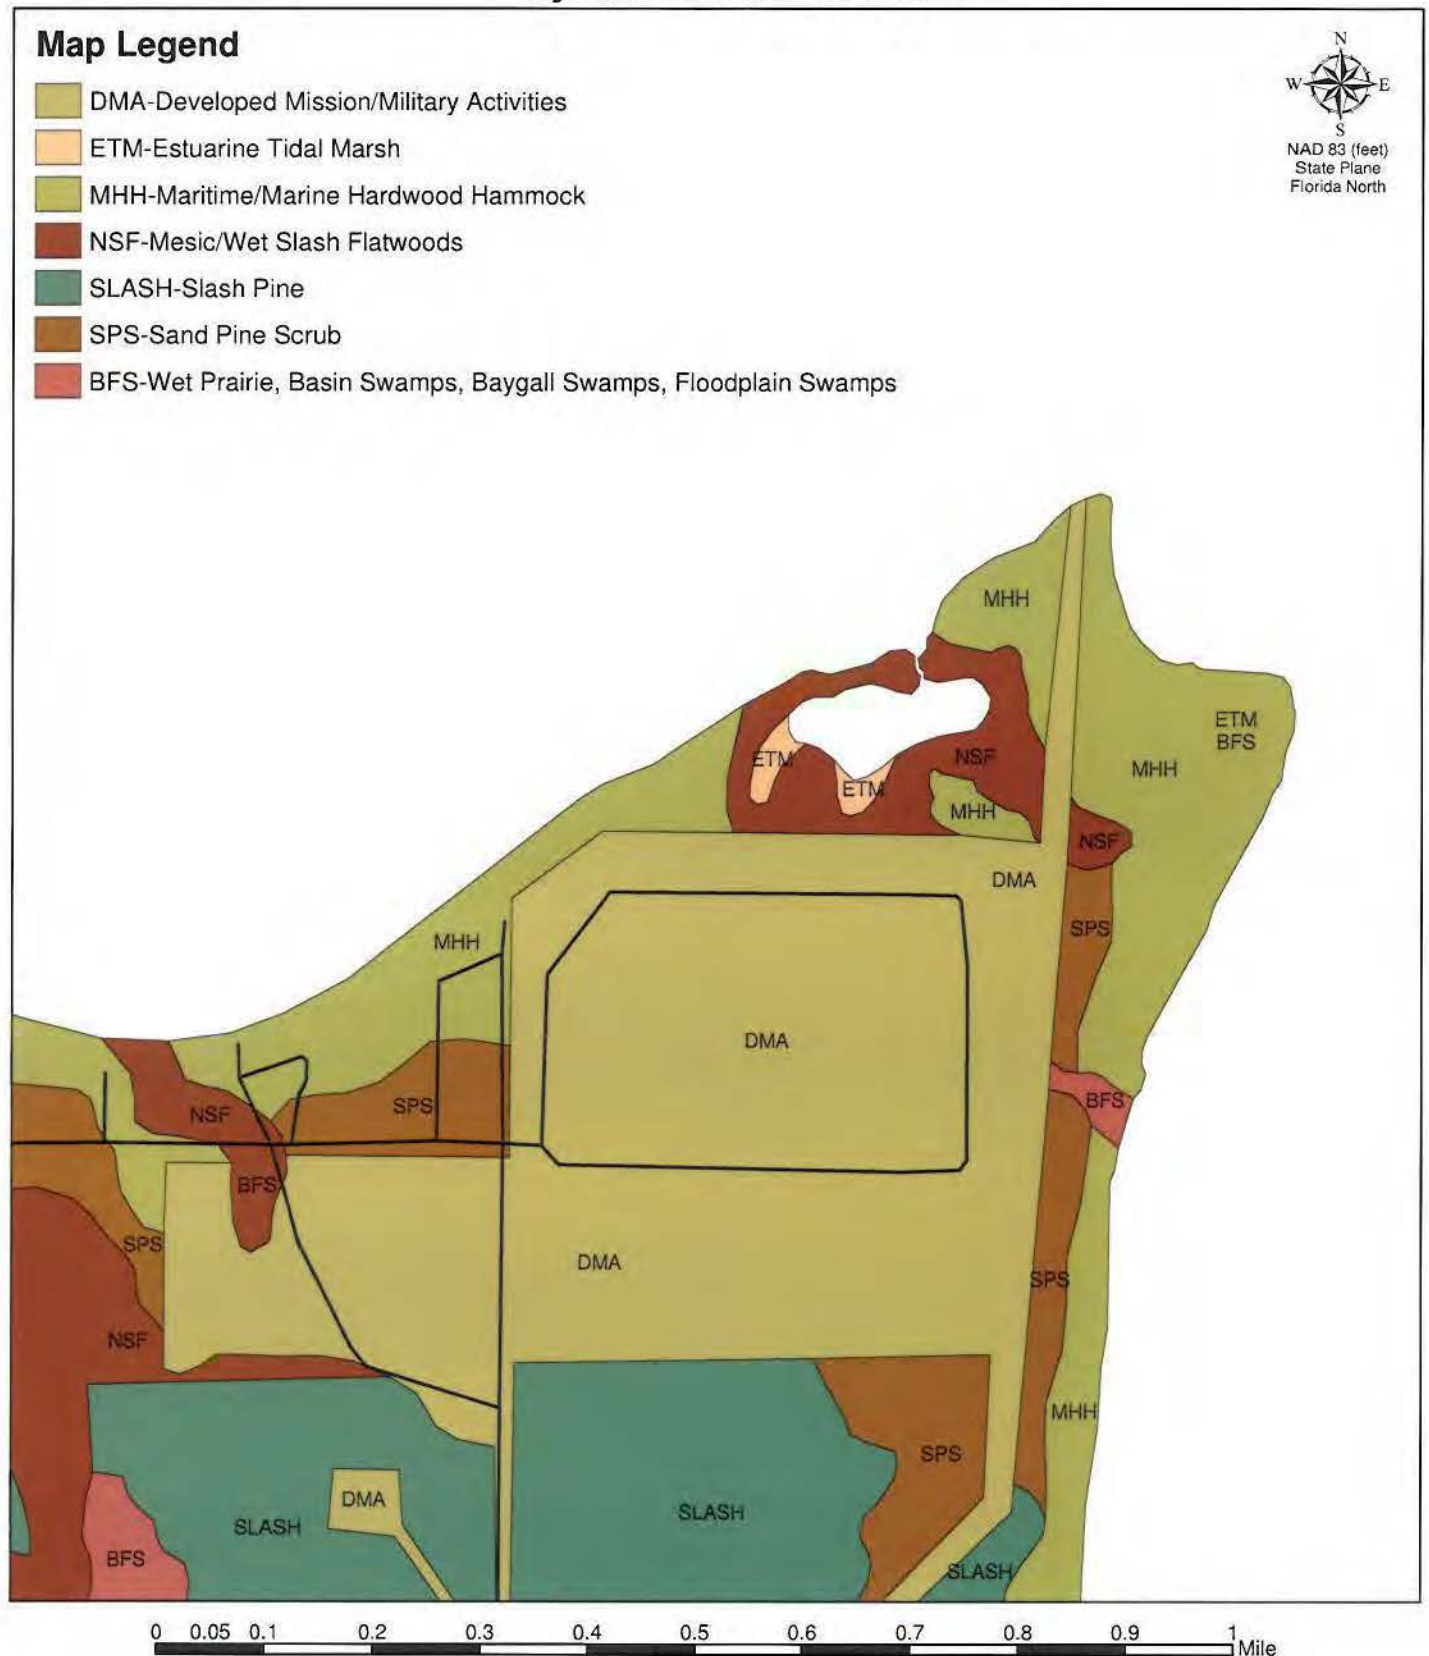 Map Legend
DMA-Developed Mission/Military Activities
ETM-Estuarine Tidal Marsh
MHH-Maritime/Marine Hardwood Hammock
NSF-Mesic/Wet Slash Flatwoods
SLASH-Slash Pine
SPS-Sand Pine Scrub
BFS-Wet Prairie, Basin Swamps, Baygall Swamps, Floodplain Swamps
N
W E
S
NAD 83 (feet)
State Plane
Florida North
MHH
ETM
BFS
ETM
NSF
MHH
ETM
MHH
NSF
DMA
SPS
MHH
DMA
SPS
BFS
NSF
BFS
SPS
DMA
SPS
NSF
MHH
SPS
DMA
SLASH
SLASH
BFS
SLASH
0 0.05 0.1 0.2 0.3 0.4 0.5 0.6 0.7 0.8 0.9 1
Mile